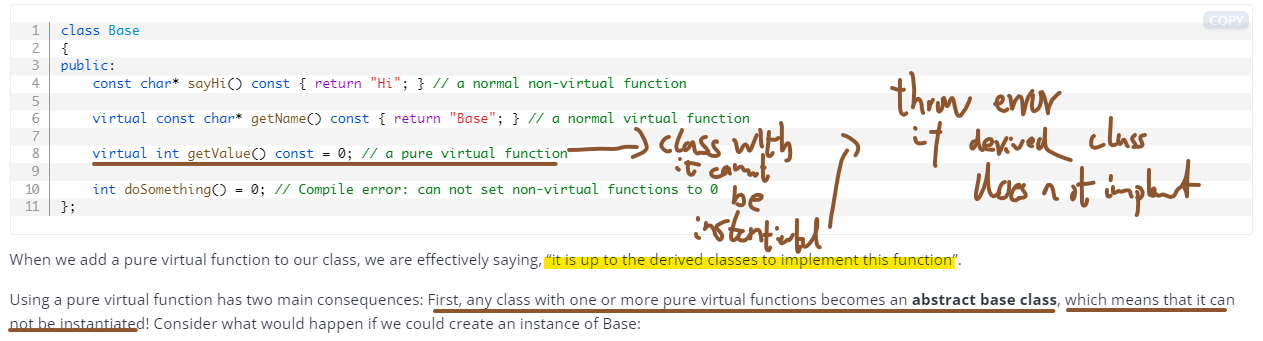 COPY
1 class Base
2 {
3 public:
4 const char* sayHi() const { return "Hi"; } // a normal non-virtual function
5
6 virtual const char* getName() const { return "Base"; } // a normal virtual function
7
8 virtual int getValue() const = 0; // a pure virtual function
9
10 int doSomething() = 0; // Compile error: can not set non-virtual functions to 0
11 };
class with
it cannot
be
throw error
if derived class
does not
When we add a pure virtual function to our class, we are effectively saying, “it is up to the derived classes to implement this function”.
Using a pure virtual function has two main consequences: First, any class with one or more pure virtual functions becomes an abstract base class, which means that it can
not be instantiated! Consider what would happen if we could create an instance of Base: